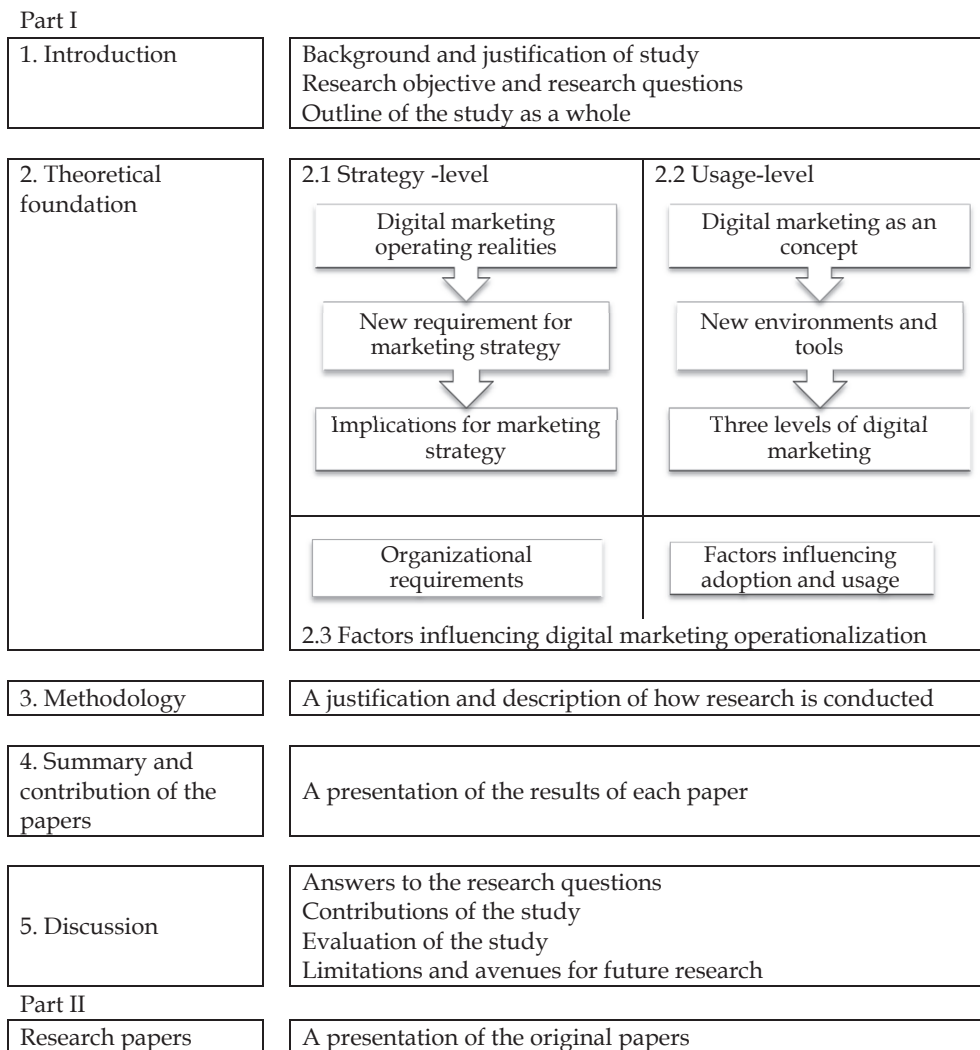 Part I
1. Introduction
Background and justification of study
Research objective and research questions
Outline of the study as a whole
2. Theoretical
foundation
2.1 Strategy -level
Digital marketing
operating realities
New requirement for
marketing strategy
Implications for marketing
strategy
2.2 Usage-level
Digital marketing as an
concept
New environments and
tools
Three levels of digital
marketing
Organizational
requirements
Factors influencing
adoption and usage
2.3 Factors influencing digital marketing operationalization
3. Methodology
A justification and description of how research is conducted
4. Summary and
contribution of the
papers
A presentation of the results of each paper
5. Discussion
Answers to the research questions
Contributions of the study
Evaluation of the study
Limitations and avenues for future research
Part II
Research papers
A presentation of the original papers